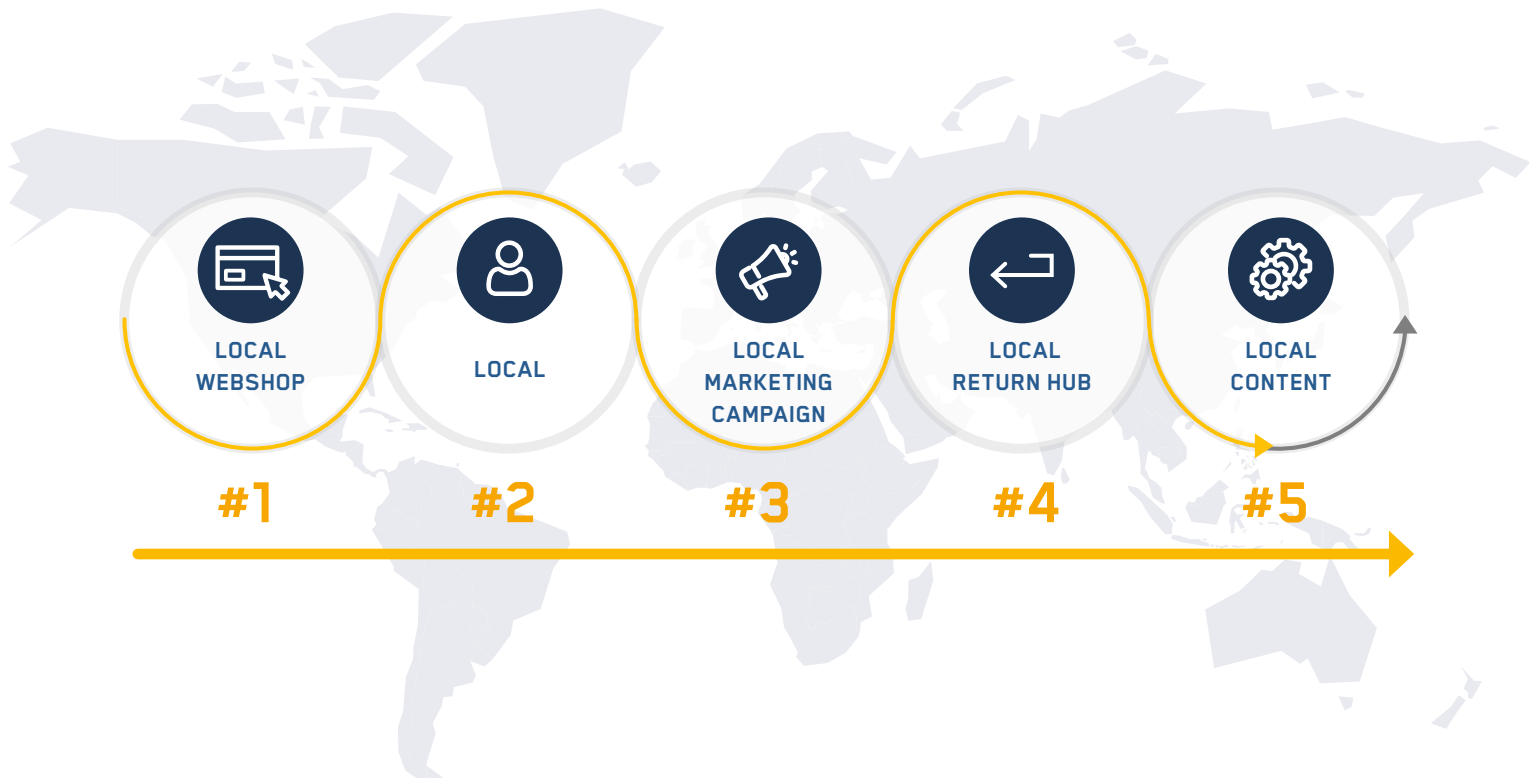 LOCAL
WEBSHOP
LOCAL
LOCAL
MARKETING
CAMPAIGN
LOCAL
RETURN HUB
LOCAL
CONTENT
#1
#2
#3
#4
#5